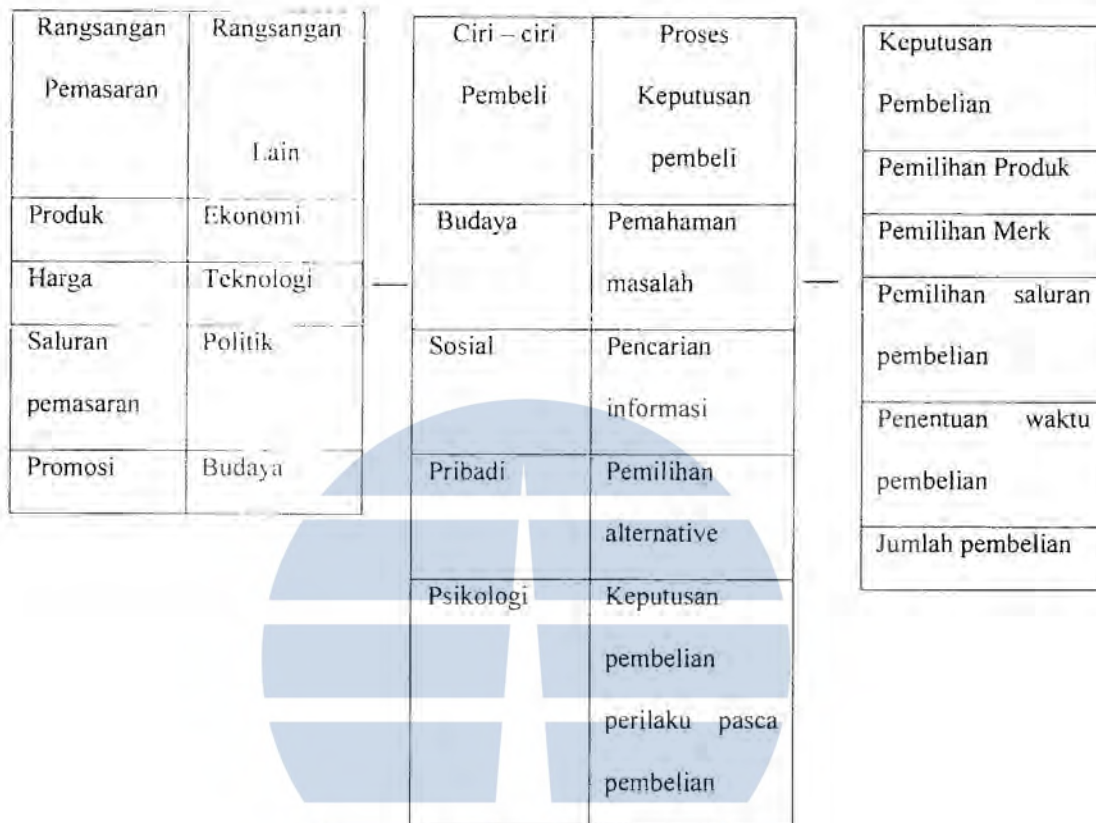 Rangsangan Pemasaran
Rangsangan Lain
Produk
Ekonomi
Harga
Teknologi
Saluran pemasaran
Politik
Promosi
Budaya
Ciri – ciri Pembeli
Proses Keputusan pembeli
Budaya
Pemahaman masalah
Sosial
Pencarian informasi
Pribadi
Pemilihan alternative
Psikologi
Keputusan pembelian perilaku pasca pembelian
Keputusan Pembelian
Pemilihan Produk
Pemilihan Merk
Pemilihan saluran pembelian
Penentuan waktu pembelian
Jumlah pembelian